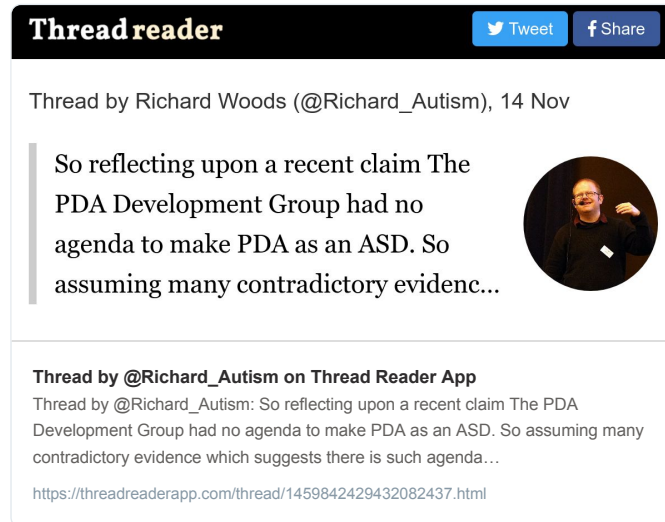 Thread reader
Tweet
Share
Thread by Richard Woods (@Richard_Autism), 14 Nov
So reflecting upon a recent claim The
PDA Development Group had no
agenda to make PDA as an ASD. So
assuming many contradictory evidenc...
Thread by @Richard_Autism on Thread Reader App
Thread by @Richard_Autism: So reflecting upon a recent claim The PDA
Development Group had no agenda to make PDA as an ASD. So assuming many
contradictory evidence which suggests there is such agenda…
https://threadreaderapp.com/thread/1459842429432082437.html